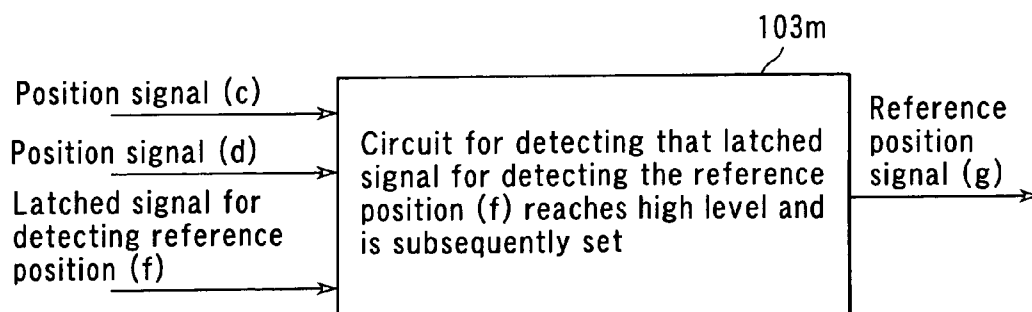 103m
Position signal (c)
Position signal (d)
Latched signal for
detecting reference
position (f)
Circuit for detecting that latched
signal for detecting the reference
position (f) reaches high level and
is subsequently set
Reference
position
signal (g)